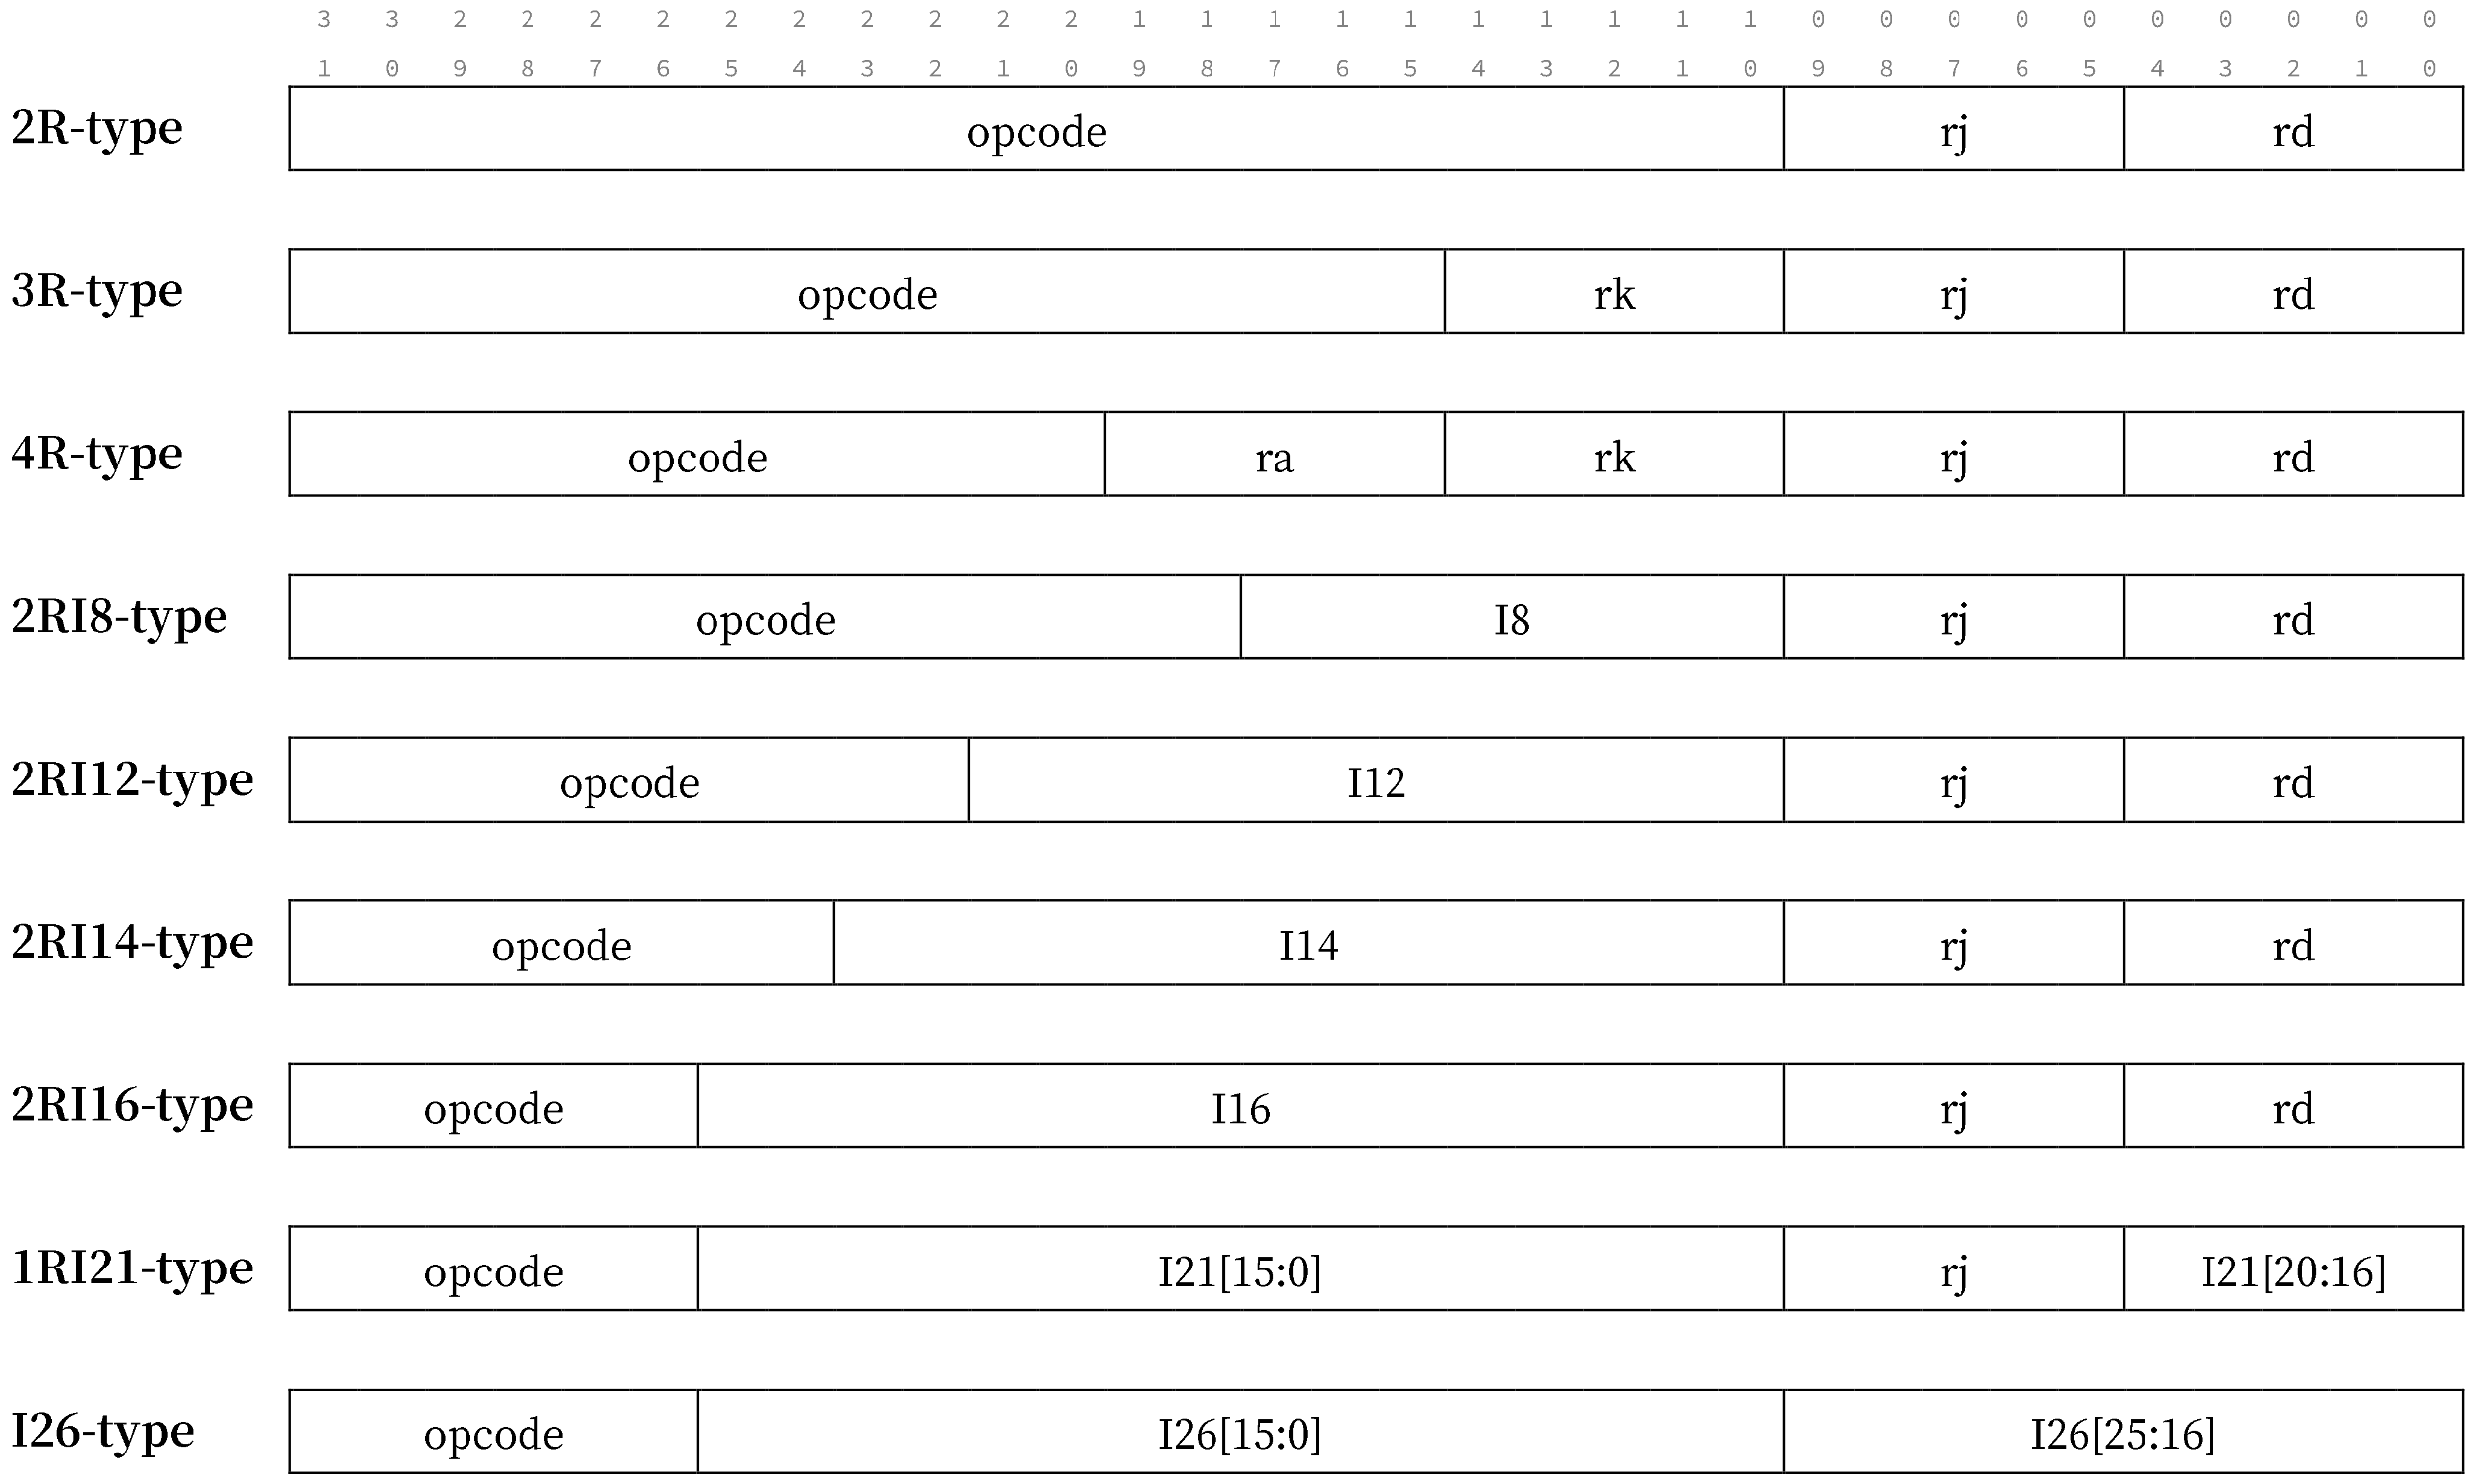 3 3 2 2 2 2 2 2 2 2 2 2 1 1 1 1 1 1 1 1 1 1 0 0 0 0 0 0 0 0 0 0
1 0 9 8 7 6 5 4 3 2 1 0 9 8 7 6 5 4 3 2 1 0 9 8 7 6 5 4 3 2 1 0
2R-type opcode rj rd
3R-type opcode rk rj rd
4R-type opcode ra rk rj rd
2RI8-type opcode I8 rj rd
2RI12-type opcode I12 rj rd
2RI14-type opcode I14 rj rd
2RI16-type opcode I16 rj rd
1RI21-type opcode I21[15:0] rj I21[20:16]
I26-type opcode I26[15:0] I26[25:16]